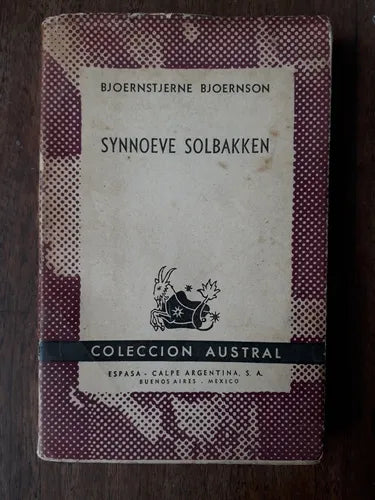 BJOERNSTJERNE BJOERNSON
SYNNOEVE SOLBAKKEN
COLECCION AUSTRAL
ESPASA - CALPE ARGENTINA, S. A.
BUENOS AIRES - MEXICO